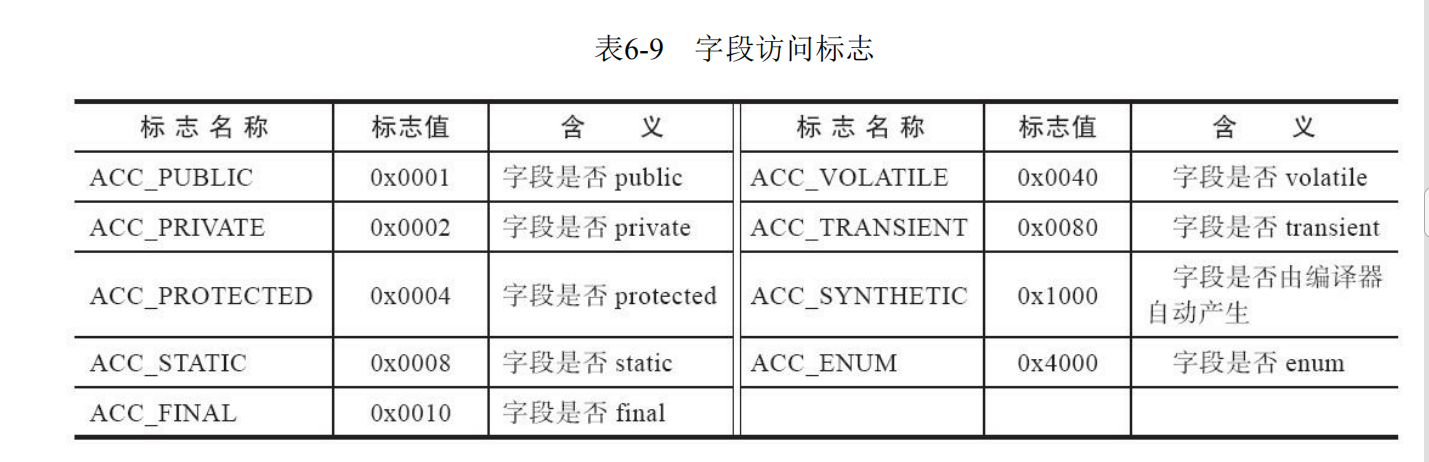 表6-9 字段访问标志
标志名称 标志值 含 义 标志名称 标志值 含 义
ACC_PUBLIC 0x0001 字段是否 public ACC_VOLATILE 0x0040 字段是否 volatile
ACC_PRIVATE 0x0002 字段是否 private ACC_TRANSIENT 0x0080 字段是否 transient
ACC_PROTECTED 0x0004 字段是否 protected ACC_SYNTHETIC 0x1000 字段是否由编译器
自动产生
ACC_STATIC 0x0008 字段是否 static ACC_ENUM 0x4000 字段是否 enum
ACC_FINAL 0x0010 字段是否 final